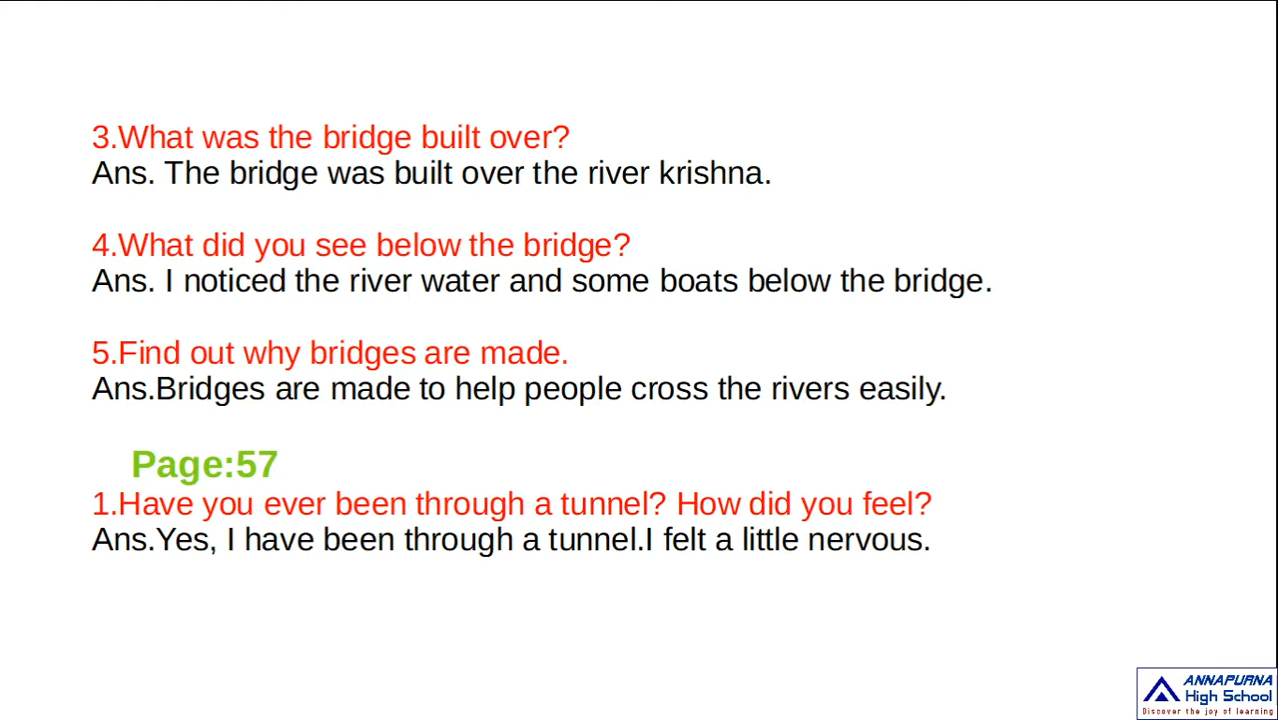 3.What was the bridge built over?
Ans. The bridge was built over the river krishna.
4.What did you see below the bridge?
Ans. I noticed the river water and some boats below the bridge.
5.Find out why bridges are made.
Ans.Bridges are made to help people cross the rivers easily.
Page:57
1.Have you ever been through a tunnel? How did you feel?
Ans.Yes, I have been through a tunnel.I felt a little nervous.
ANNAPURNA
High School
Discover the joy of learning